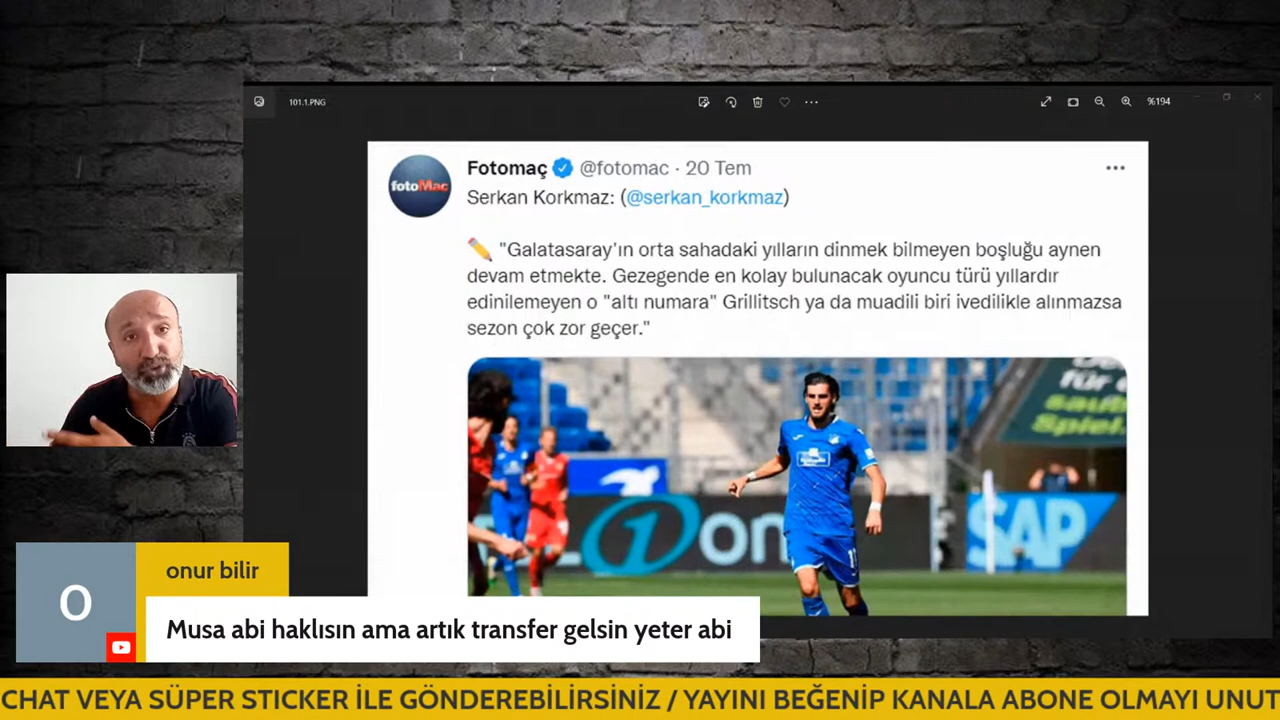 101.1.PNG
%194
Fotomaç @fotomac · 20 Tem
fotoMac
Serkan Korkmaz: (@serkan_korkmaz)
"Galatasaray'ın orta sahadaki yılların dinmek bilmeyen boşluğu aynen
devam etmekte. Gezegende en kolay bulunacak oyuncu türü yıllardır
edinilemeyen o "altı numara" Grillitsch ya da muadili biri ivedilikle alınmazsa
sezon çok zor geçer."
für
Spiel.
SAP
O
onur bilir
Musa abi haklısın ama artık transfer gelsin yeter abi
CHAT VEYA SÜPER STICKER İLE GÖNDEREBİLİRSİNİZ / YAYINI BEĞENİP KANALA ABONE OLMAYI UNUT